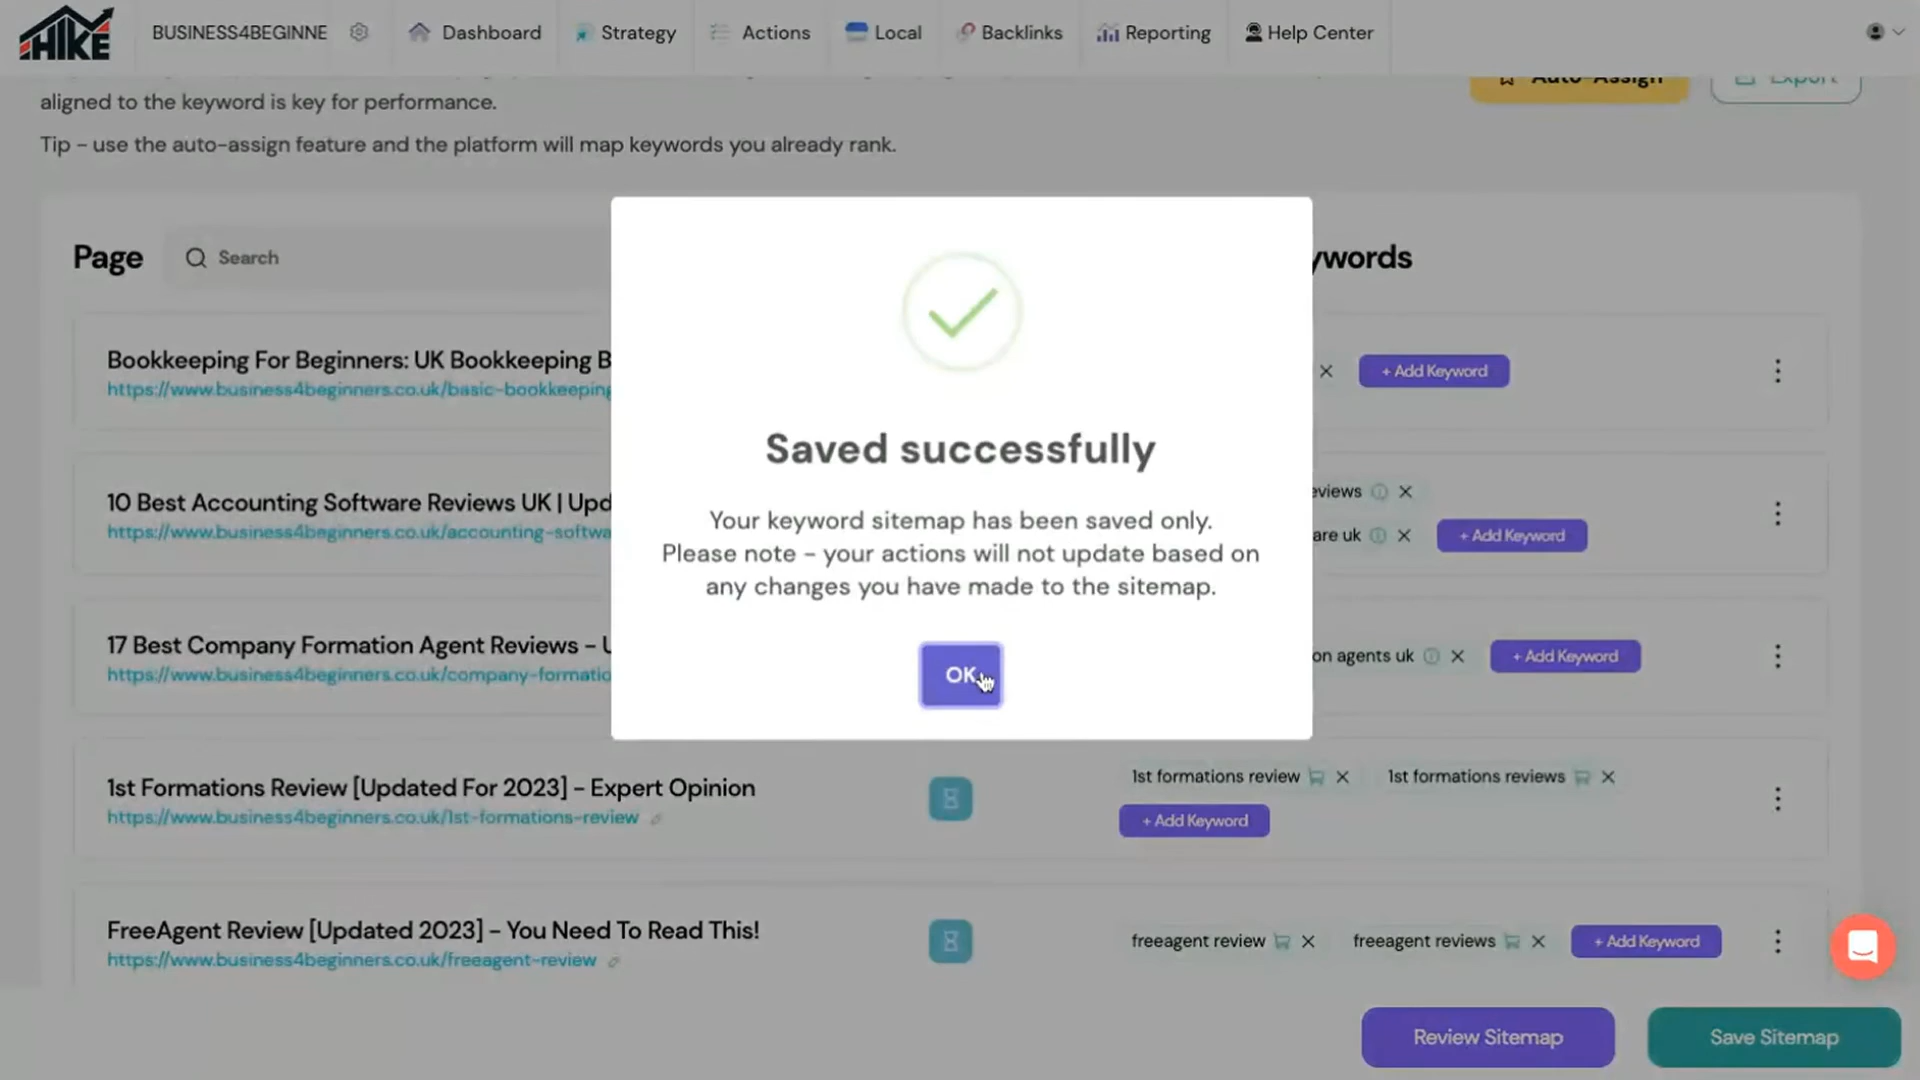 HIKE
BUSINESS4BEGINNE
Dashboard
Strategy
Actions
Local
Backlinks
Reporting
Help Center
aligned to the keyword is key for performance.
Auto-Assign
Export
Tip - use the auto-assign feature and the platform will map keywords you already rank.
Page
Search
ywords
Bookkeeping For Beginners: UK Bookkeeping B
https://www.business4beginners.co.uk/basic-bookkeeping
+ Add Keyword
10 Best Accounting Software Reviews UK | Upd
https://www.business4beginners.co.uk/accounting-softwa
eviews
are uk
+ Add Keyword
17 Best Company Formation Agent Reviews - U
https://www.business4beginners.co.uk/company-formatio
on agents uk
+ Add Keyword
Saved successfully
Your keyword sitemap has been saved only.
Please note - your actions will not update based on
any changes you have made to the sitemap.
OK
1st Formations Review [Updated For 2023] - Expert Opinion
https://www.business4beginners.co.uk/1st-formations-review
1st formations review
1st formations reviews
+ Add Keyword
FreeAgent Review [Updated 2023] - You Need To Read This!
https://www.business4beginners.co.uk/freeagent-review
freeagent review
freeagent reviews
+ Add Keyword
Review Sitemap
Save Sitemap